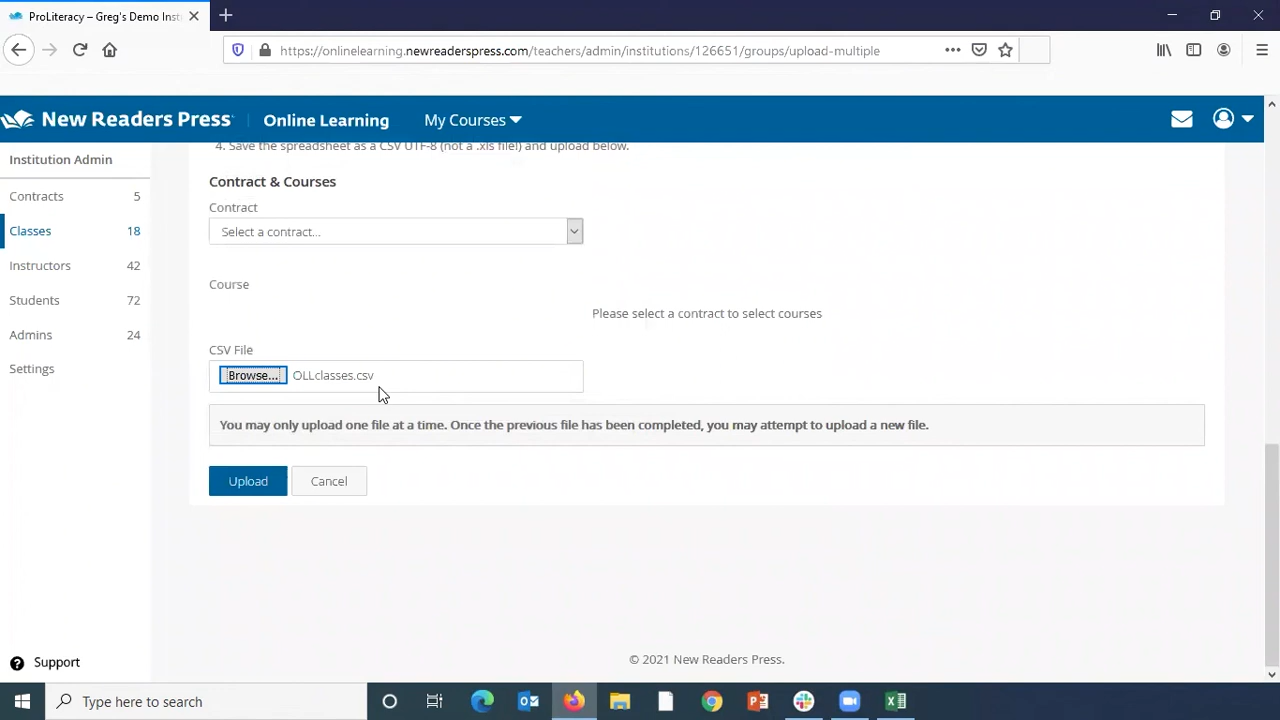 ProLiteracy – Greg's Demo Inst
https://onlinelearning.newreaderspress.com/teachers/admin/institutions/126651/groups/upload-multiple
New Readers Press Online Learning My Courses
Institution Admin
Contracts 5
Classes 18
Instructors 42
Students 72
Admins 24
Settings
4. Save the spreadsheet as a CSV UTF-8 (not a .xls file!) and upload below.
Contract & Courses
Contract
Select a contract...
Course
Please select a contract to select courses
CSV File
Browse... OLLclasses.csv
You may only upload one file at a time. Once the previous file has been completed, you may attempt to upload a new file.
Upload Cancel
© 2021 New Readers Press.
Support
Type here to search